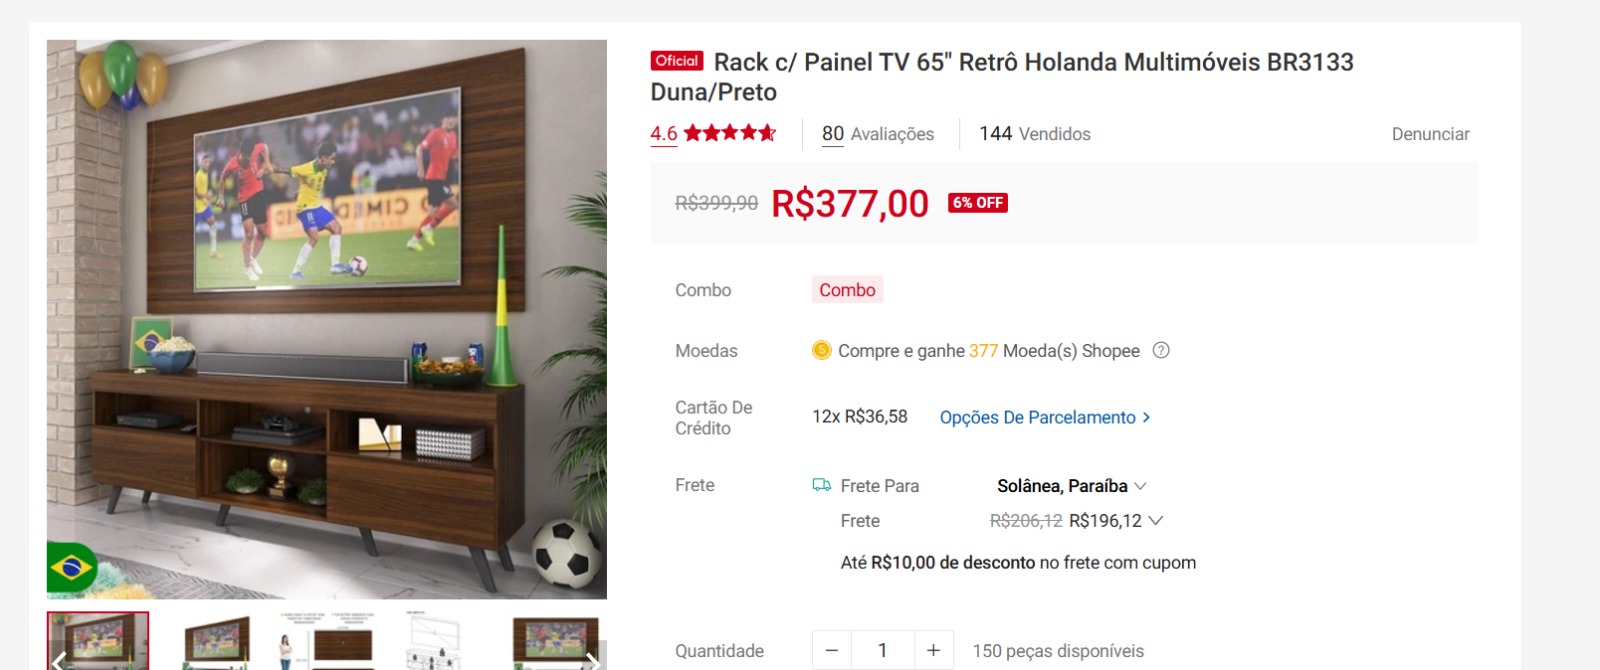 Oficial Rack c/ Painel TV 65" Retrô Holanda Multimóveis BR3133
Duna/Preto
4.6
80 Avaliações
144 Vendidos
Denunciar
R$399,90 R$377,00 6% OFF
Combo Combo
Moedas Compre e ganhe 377 Moeda(s) Shopee ?
Cartão De
Crédito
12x R$36,58 Opções De Parcelamento >
Frete Frete Para Solânea, Paraíba
Frete R$206,12 R$196,12
Até R$10,00 de desconto no frete com cupom
Quantidade − 1 + 150 peças disponíveis